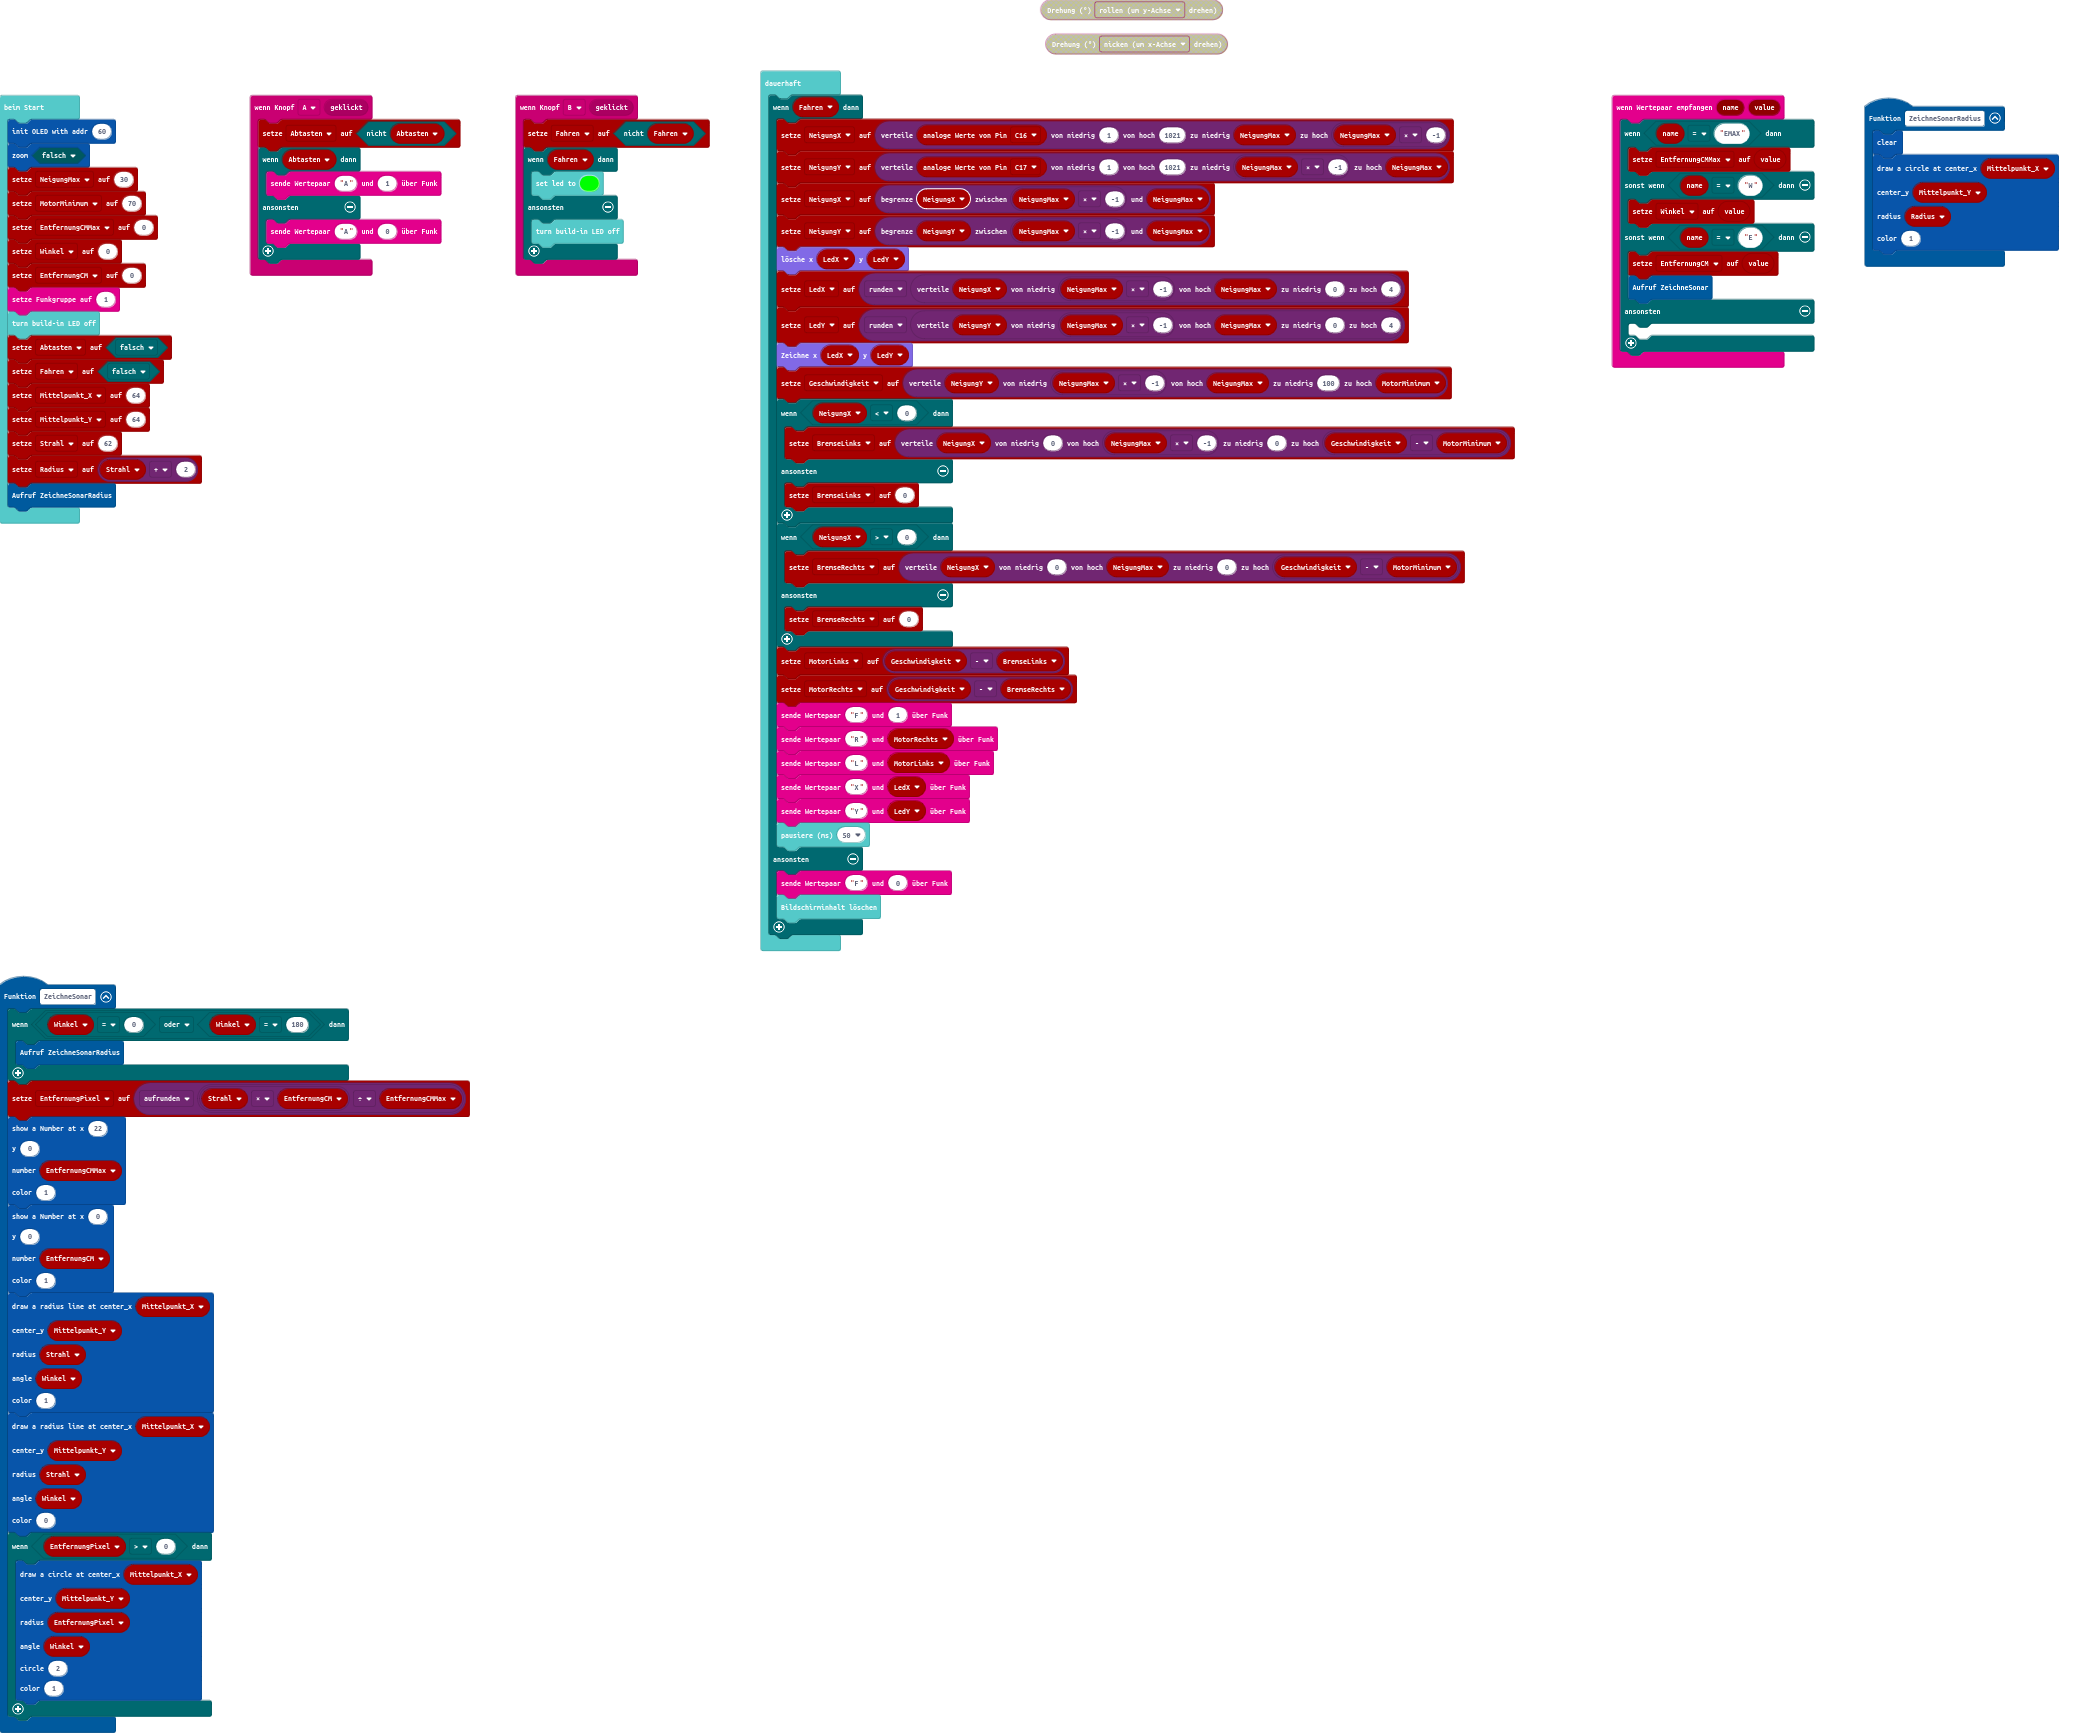 Drehung (°) rollen (um y-Achse drehen)
Drehung (°) nicken (um x-Achse drehen)
beim Start
init OLED with addr 60
zoom falsch
setze NeigungMax auf 30
setze MotorMinimum auf 70
setze EntfernungCMMax auf 0
setze Winkel auf 0
setze EntfernungCM auf 0
setze Funkgruppe auf 1
turn build-in LED off
setze Abtasten auf falsch
setze Fahren auf falsch
setze Mittelpunkt_X auf 64
setze Mittelpunkt_Y auf 64
setze Strahl auf 62
setze Radius auf Strahl ÷ 2
Aufruf ZeichneSonarRadius
wenn Knopf A geklickt
setze Abtasten auf nicht Abtasten
wenn Abtasten dann
sende Wertepaar "A" und 1 über Funk
ansonsten
sende Wertepaar "A" und 0 über Funk
wenn Knopf B geklickt
setze Fahren auf nicht Fahren
wenn Fahren dann
set led to
ansonsten
turn build-in LED off
dauerhaft
wenn Fahren dann
setze NeigungX auf verteile analoge Werte von Pin C16 von niedrig 1 von hoch 1021 zu niedrig NeigungMax zu hoch NeigungMax × -1
setze NeigungY auf verteile analoge Werte von Pin C17 von niedrig 1 von hoch 1021 zu niedrig NeigungMax × -1 zu hoch NeigungMax
setze NeigungX auf begrenze NeigungX zwischen NeigungMax × -1 und NeigungMax
setze NeigungY auf begrenze NeigungY zwischen NeigungMax × -1 und NeigungMax
lösche x LedX y LedY
setze LedX auf runden verteile NeigungX von niedrig NeigungMax × -1 von hoch NeigungMax zu niedrig 0 zu hoch 4
setze LedY auf runden verteile NeigungY von niedrig NeigungMax × -1 von hoch NeigungMax zu niedrig 0 zu hoch 4
Zeichne x LedX y LedY
setze Geschwindigkeit auf verteile NeigungY von niedrig NeigungMax × -1 von hoch NeigungMax zu niedrig 100 zu hoch MotorMinimum
wenn NeigungX < 0 dann
setze BremseLinks auf verteile NeigungX von niedrig 0 von hoch NeigungMax × -1 zu niedrig 0 zu hoch Geschwindigkeit - MotorMinimum
ansonsten
setze BremseLinks auf 0
wenn NeigungX > 0 dann
setze BremseRechts auf verteile NeigungX von niedrig 0 von hoch NeigungMax zu niedrig 0 zu hoch Geschwindigkeit - MotorMinimum
ansonsten
setze BremseRechts auf 0
setze MotorLinks auf Geschwindigkeit - BremseLinks
setze MotorRechts auf Geschwindigkeit - BremseRechts
sende Wertepaar "F" und 1 über Funk
sende Wertepaar "R" und MotorRechts über Funk
sende Wertepaar "L" und MotorLinks über Funk
sende Wertepaar "X" und LedX über Funk
sende Wertepaar "Y" und LedY über Funk
pausiere (ms) 50
ansonsten
sende Wertepaar "F" und 0 über Funk
Bildschirminhalt löschen
wenn Wertepaar empfangen name value
wenn name = "EMAX" dann
setze EntfernungCMMax auf value
sonst wenn name = "W" dann
setze Winkel auf value
sonst wenn name = "E" dann
setze EntfernungCM auf value
Aufruf ZeichneSonar
ansonsten
Funktion ZeichneSonarRadius
clear
draw a circle at center_x Mittelpunkt_X
center_y Mittelpunkt_Y
radius Radius
color 1
Funktion ZeichneSonar
wenn Winkel = 0 oder Winkel = 180 dann
Aufruf ZeichneSonarRadius
setze EntfernungPixel auf aufrunden Strahl × EntfernungCM ÷ EntfernungCMMax
show a Number at x 22
y 0
number EntfernungCMMax
color 1
show a Number at x 0
y 0
number EntfernungCM
color 1
draw a radius line at center_x Mittelpunkt_X
center_y Mittelpunkt_Y
radius Strahl
angle Winkel
color 1
draw a radius line at center_x Mittelpunkt_X
center_y Mittelpunkt_Y
radius Strahl
angle Winkel
color 0
wenn EntfernungPixel > 0 dann
draw a circle at center_x Mittelpunkt_X
center_y Mittelpunkt_Y
radius EntfernungPixel
angle Winkel
circle 2
color 1